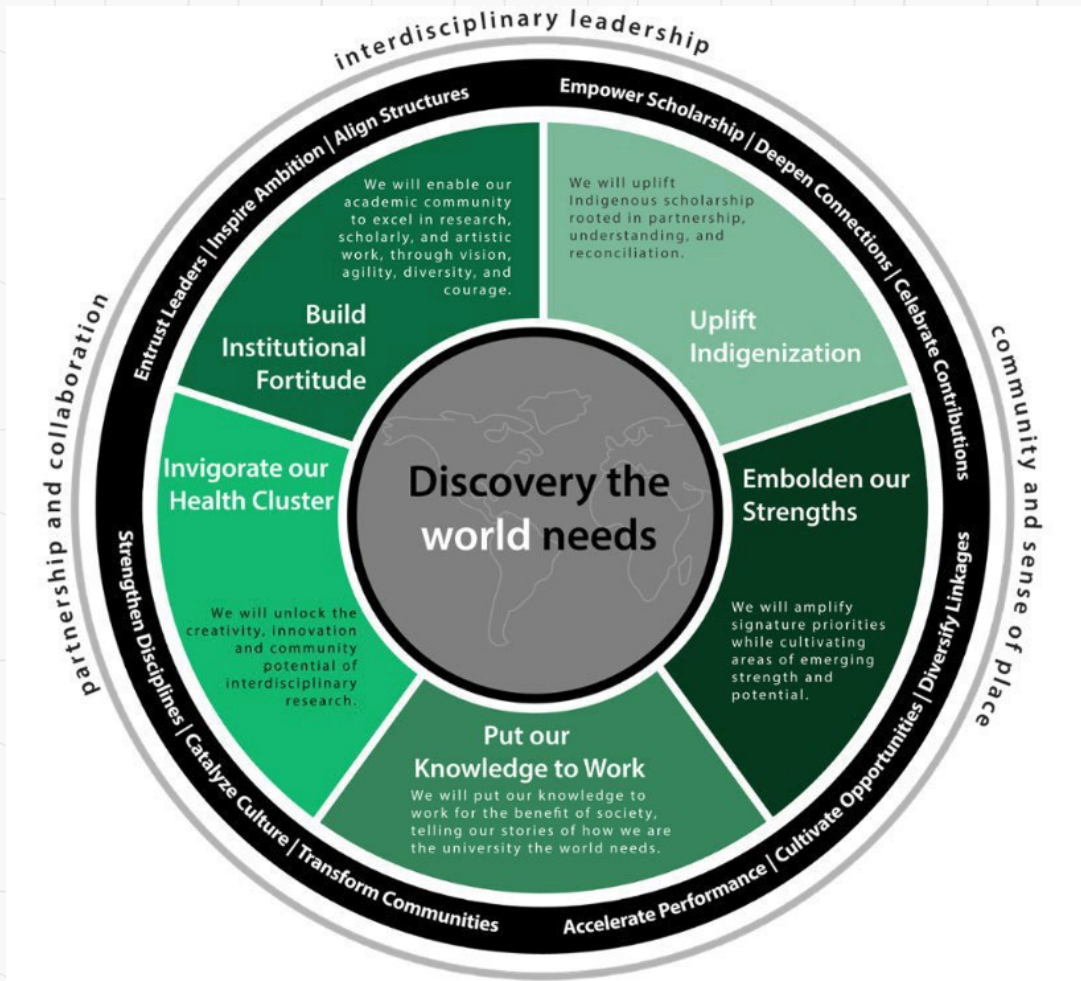 interdisciplinary leadership
Entrust Leaders | Inspire Ambition | Align Structures
Empower Scholarship | Deepen Connections | Celebrate Contributions
We will enable our
academic community
to excel in research,
scholarly, and artistic
work, through vision,
agility, diversity, and
courage.
Build
Institutional
Fortitude
We will uplift
Indigenous scholarship
rooted in partnership,
understanding, and
reconciliation.
Uplift
Indigenization
partnership and collaboration
community and sense of place
Invigorate our
Health Cluster
We will unlock the
creativity, innovation
and community
potential of
interdisciplinary
research.
Discovery the
world needs
Embolden our
Strengths
We will amplify
signature priorities
while cultivating
areas of emerging
strength and
potential.
Put our
Knowledge to Work
We will put our knowledge to
work for the benefit of society,
telling our stories of how we are
the university the world needs.
Strengthen Disciplines | Catalyze Culture | Transform Communities
Accelerate Performance | Cultivate Opportunities | Diversify Linkages